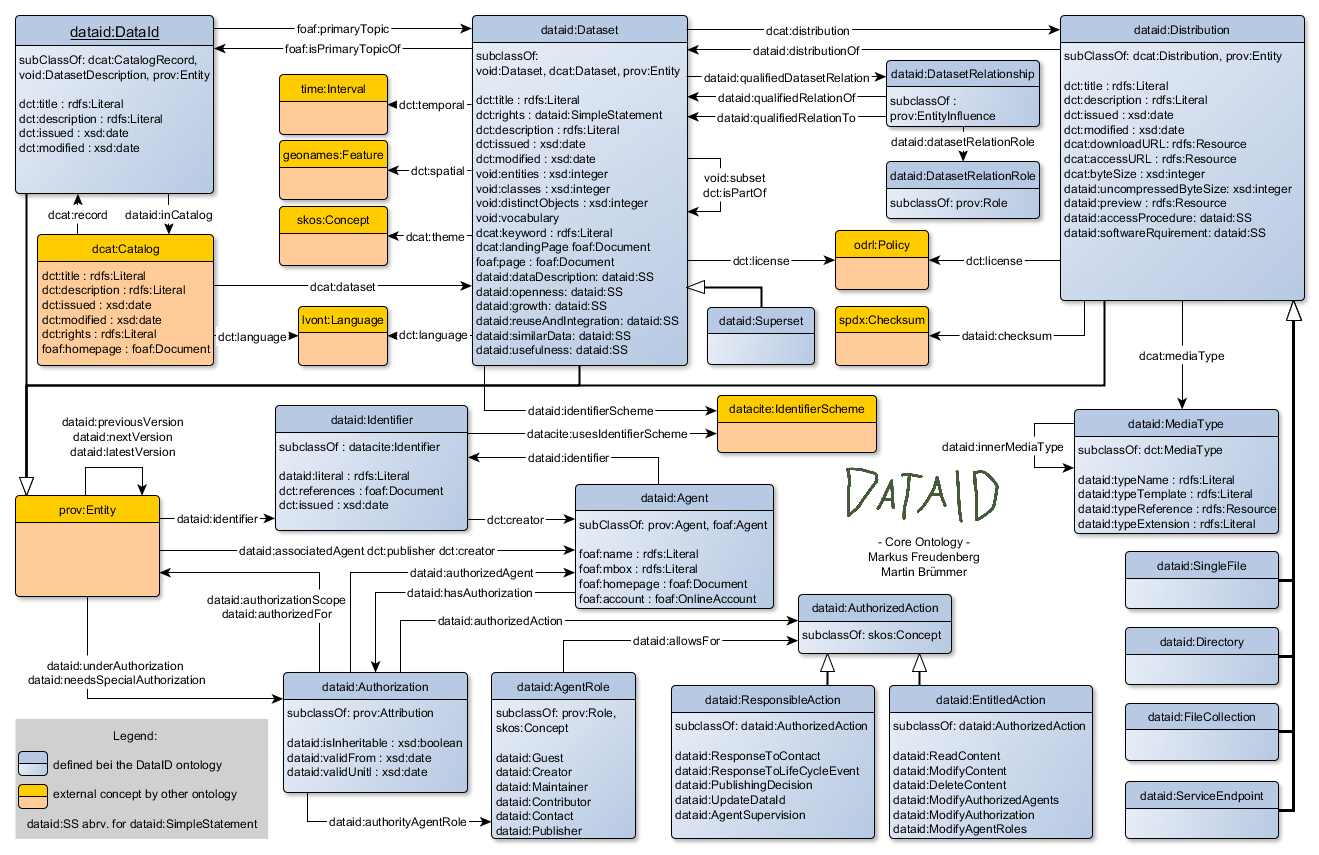 dataid:DataId
subClassOf: dcat:CatalogRecord,
void:DatasetDescription, prov:Entity
dct:title : rdfs:Literal
dct:description : rdfs:Literal
dct:issued : xsd:date
dct:modified : xsd:date
foaf:primaryTopic
foaf:isPrimaryTopicOf
dataid:Dataset
subclassOf:
void:Dataset, dcat:Dataset, prov:Entity
dct:title : rdfs:Literal
dct:rights : dataid:SimpleStatement
dct:description : rdfs:Literal
dct:issued : xsd:date
dct:modified : xsd:date
void:entities : xsd:integer
void:classes : xsd:integer
void:distinctObjects : xsd:integer
void:vocabulary
dcat:keyword : rdfs:Literal
dcat:landingPage foaf:Document
foaf:page : foaf:Document
dataid:dataDescription: dataid:SS
dataid:openness: dataid:SS
dataid:growth: dataid:SS
dataid:reuseAndIntegration: dataid:SS
dataid:similarData: dataid:SS
dataid:usefulness: dataid:SS
dcat:distribution
dataid:distributionOf
dataid:Distribution
subClassOf: dcat:Distribution, prov:Entity
dct:title : rdfs:Literal
dct:description : rdfs:Literal
dct:issued : xsd:date
dct:modified : xsd:date
dcat:downloadURL: rdfs:Resource
dcat:accessURL : rdfs:Resource
dcat:byteSize : xsd:integer
dataid:uncompressedByteSize: xsd:integer
dataid:preview : rdfs:Resource
dataid:accessProcedure: dataid:SS
dataid:softwareRquirement: dataid:SS
dataid:qualifiedDatasetRelation
dataid:qualifiedRelationOf
dataid:qualifiedRelationTo
dataid:DatasetRelationship
subclassOf :
prov:EntityInfluence
dataid:datasetRelationRole
dataid:DatasetRelationRole
subclassOf: prov:Role
time:Interval
dct:temporal
geonames:Feature
dct:spatial
skos:Concept
dcat:theme
void:subset
dct:isPartOf
dcat:record
dataid:inCatalog
dcat:Catalog
dct:title : rdfs:Literal
dct:description : rdfs:Literal
dct:issued : xsd:date
dct:modified : xsd:date
dct:rights : rdfs:Literal
foaf:homepage : foaf:Document
dcat:dataset
dct:language
lvont:Language
dct:language
dct:license
odrl:Policy
dct:license
dataid:Superset
spdx:Checksum
dataid:checksum
dcat:mediaType
dataid:previousVersion
dataid:nextVersion
dataid:latestVersion
dataid:Identifier
subclassOf : datacite:Identifier
dataid:literal : rdfs:Literal
dct:references : foaf:Document
dct:issued : xsd:date
dataid:identifierScheme
datacite:usesIdentifierScheme
datacite:IdentifierScheme
dataid:identifier
dataid:innerMediaType
dataid:MediaType
subclassOf: dct:MediaType
dataid:typeName : rdfs:Literal
dataid:typeTemplate : rdfs:Literal
dataid:typeReference : rdfs:Resource
dataid:typeExtension : rdfs:Literal
prov:Entity
dataid:identifier
dct:creator
dataid:Agent
subClassOf: prov:Agent, foaf:Agent
foaf:name : rdfs:Literal
foaf:mbox : rdfs:Literal
foaf:homepage : foaf:Document
foaf:account : foaf:OnlineAccount
DATAID
- Core Ontology -
Markus Freudenberg
Martin Brümmer
dataid:associatedAgent dct:publisher dct:creator
dataid:authorizedAgent
dataid:hasAuthorization
dataid:authorizationScope
dataid:authorizedFor
dataid:authorizedAction
dataid:allowsFor
dataid:AuthorizedAction
subclassOf: skos:Concept
dataid:SingleFile
dataid:Directory
dataid:FileCollection
dataid:ServiceEndpoint
dataid:underAuthorization
dataid:needsSpecialAuthorization
dataid:Authorization
subclassOf: prov:Attribution
dataid:isInheritable : xsd:boolean
dataid:validFrom : xsd:date
dataid:validUnitl : xsd:date
dataid:authorityAgentRole
dataid:AgentRole
subclassOf: prov:Role,
skos:Concept
dataid:Guest
dataid:Creator
dataid:Maintainer
dataid:Contributor
dataid:Contact
dataid:Publisher
dataid:ResponsibleAction
subclassOf: dataid:AuthorizedAction
dataid:ResponseToContact
dataid:ResponseToLifeCycleEvent
dataid:PublishingDecision
dataid:UpdateDataId
dataid:AgentSupervision
dataid:EntitledAction
subclassOf: dataid:AuthorizedAction
dataid:ReadContent
dataid:ModifyContent
dataid:DeleteContent
dataid:ModifyAuthorizedAgents
dataid:ModifyAuthorization
dataid:ModifyAgentRoles
Legend:
defined bei the DataID ontology
external concept by other ontology
dataid:SS abrv. for dataid:SimpleStatement